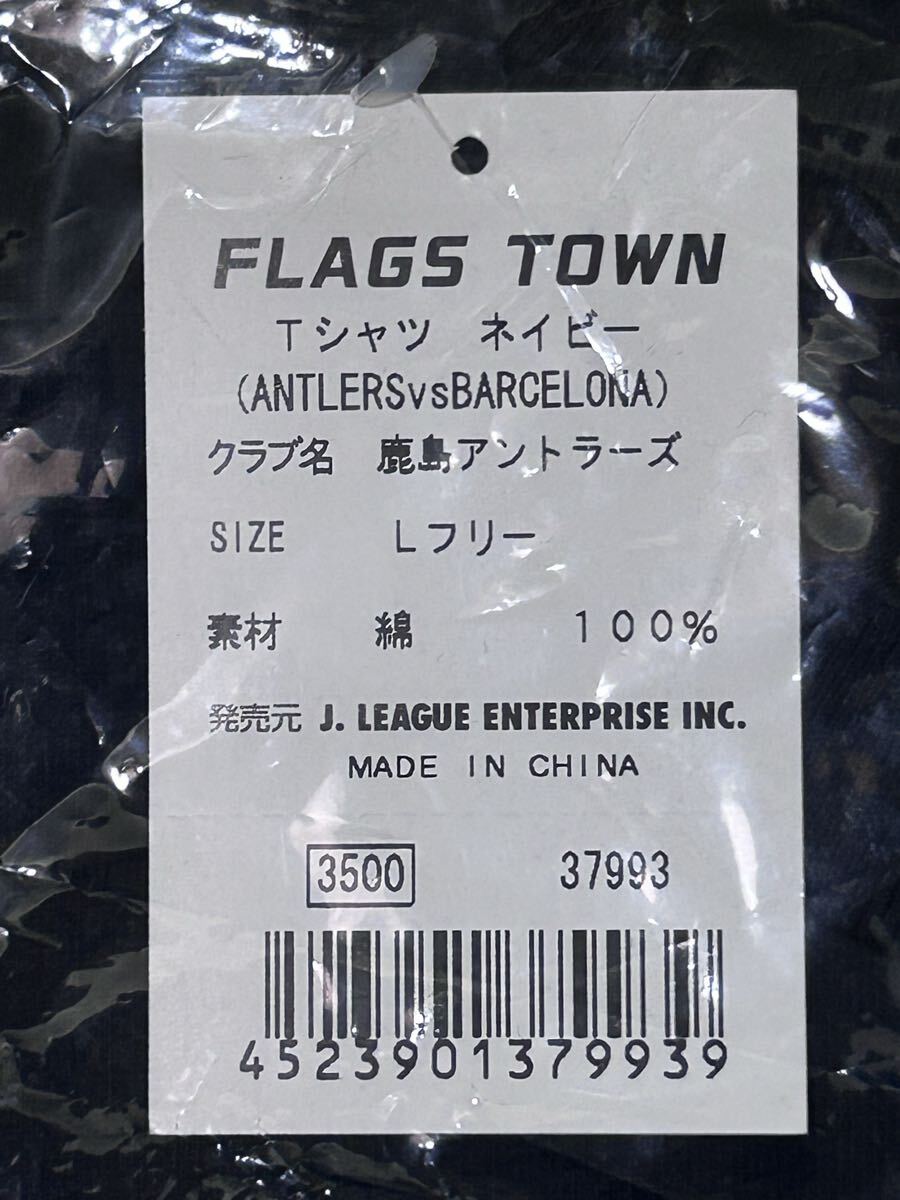 FLAGS TOWN
Tシャツ ネイビー
(ANTLERSvsBARCELONA)
クラブ名 鹿島アントラーズ
SIZE Lフリー
素材 綿 100%
発売元 J. LEAGUE ENTERPRISE INC.
MADE IN CHINA
3500 37993
4523901379939